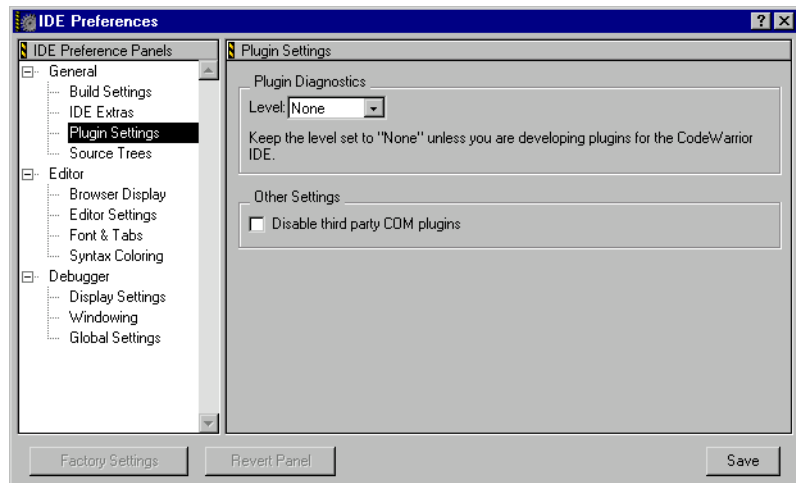 IDE Preferences
IDE Preference Panels
General
Build Settings
IDE Extras
Plugin Settings
Source Trees
Editor
Browser Display
Editor Settings
Font & Tabs
Syntax Coloring
Debugger
Display Settings
Windowing
Global Settings
Plugin Settings
Plugin Diagnostics
Level: None
Keep the level set to "None" unless you are developing plugins for the CodeWarrior
IDE.
Other Settings
Disable third party COM plugins
Factory Settings
Revert Panel
Save